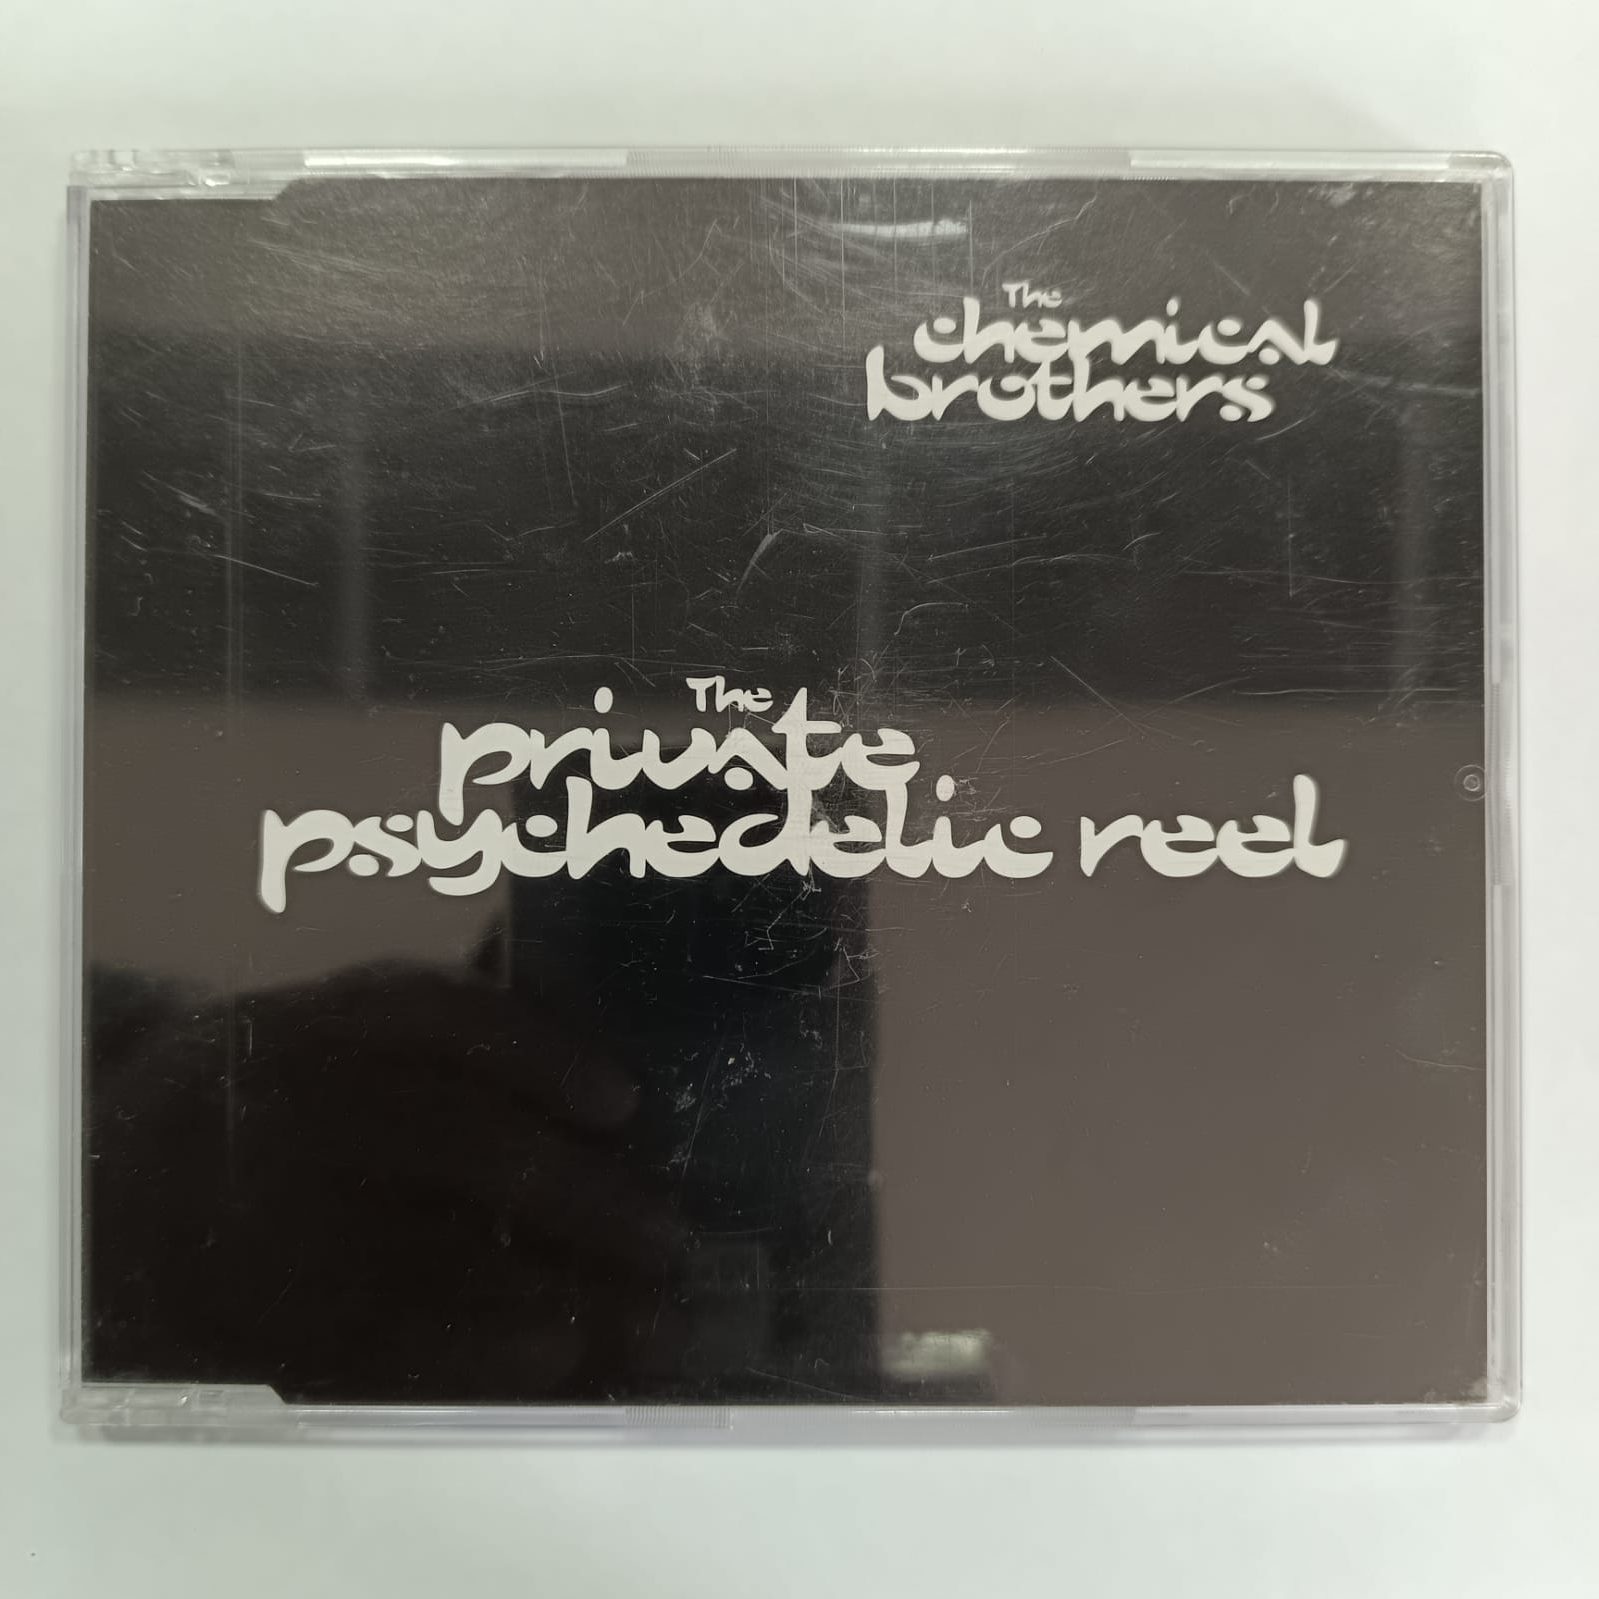 The
chemical
brothers
The
private
psychedelic reel